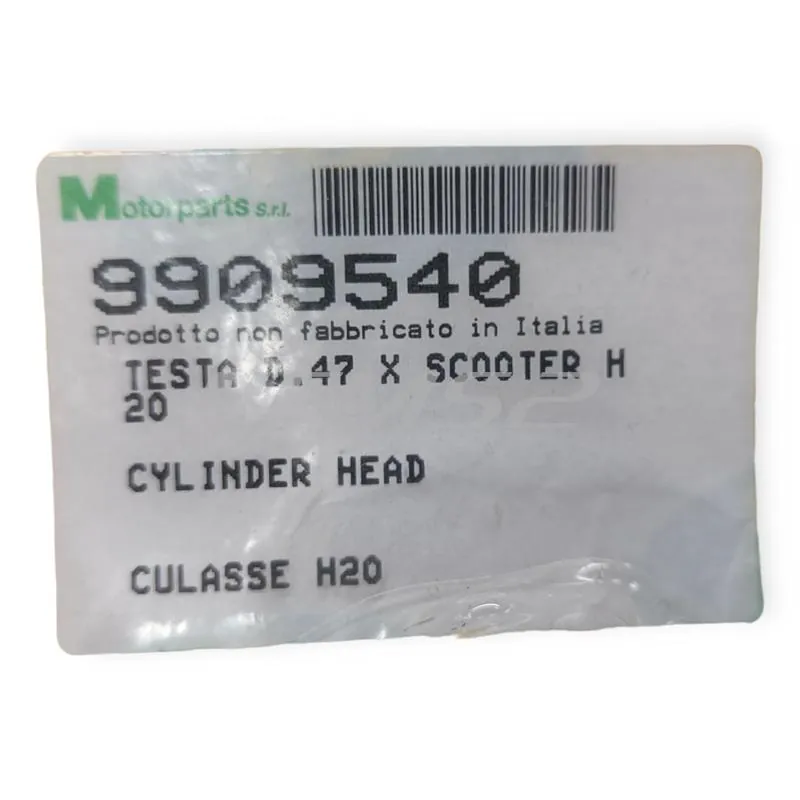 Motorparts s.r.l.
9909540
Prodotto non fabbricato in Italia
TESTA D.47 X SCOOTER H
20
CYLINDER HEAD
CULASSE H20